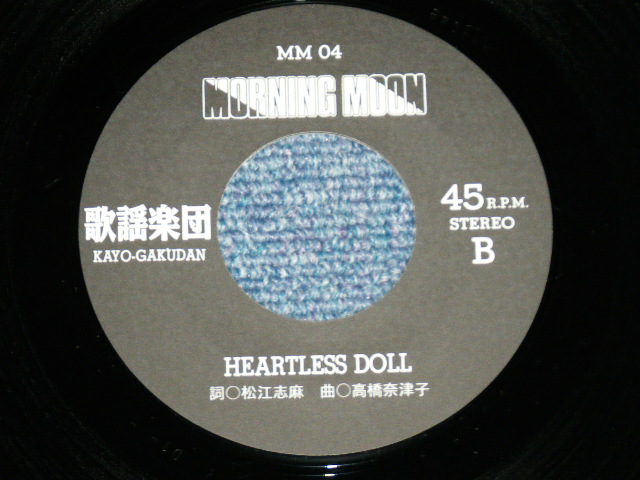 MM 04
MORNING MOON
歌謡楽団
KAYO-GAKUDAN
45 R.P.M.
STEREO
B
HEARTLESS DOLL
詞○松江志麻 曲○高橋奈津子